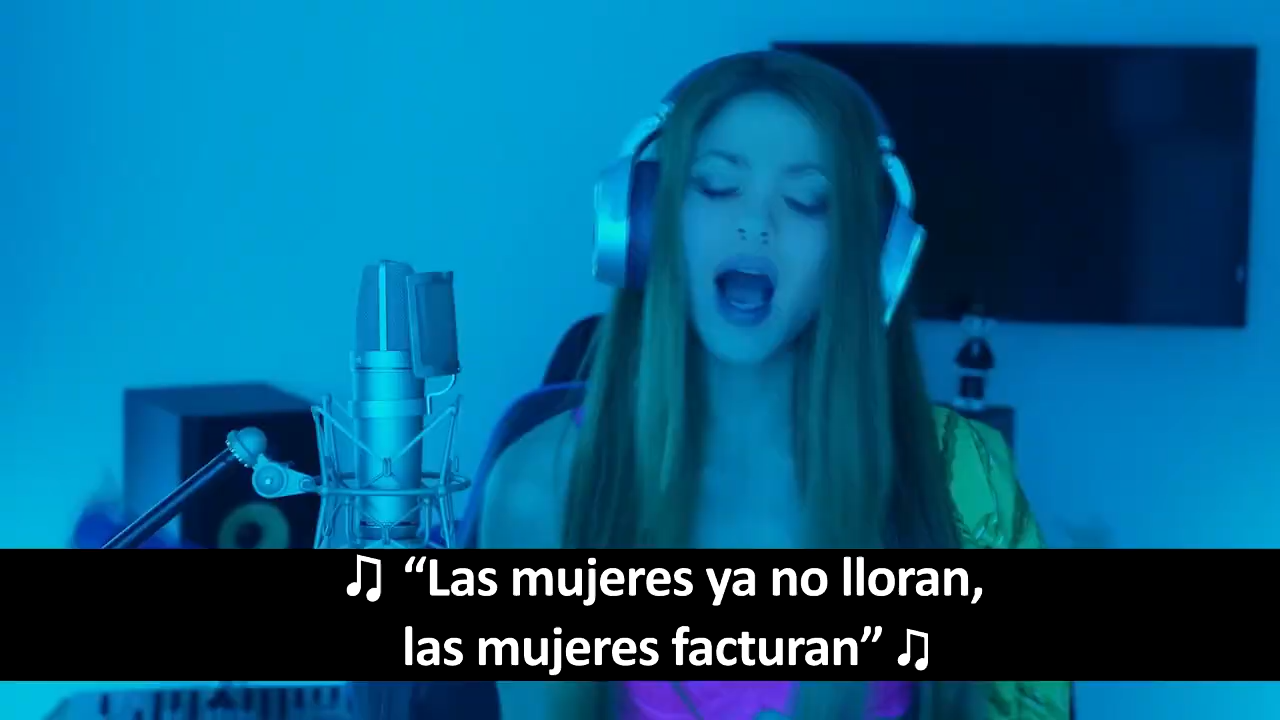 ♫ “Las mujeres ya no lloran,
las mujeres facturan” ♫